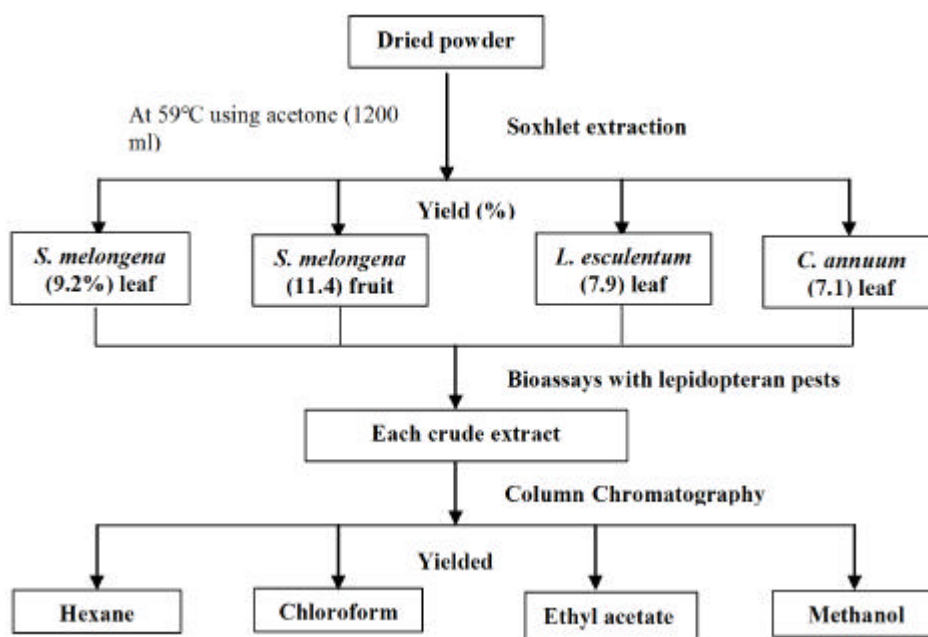 Dried powder
At 59°C using acetone (1200
ml)
Soxhlet extraction
Yield (%)
S. melongena
(9.2%) leaf
S. melongena
(11.4) fruit
L. esculentum
(7.9) leaf
C. annuum
(7.1) leaf
Bioassays with lepidopteran pests
Each crude extract
Column Chromatography
Yielded
Hexane
Chloroform
Ethyl acetate
Methanol